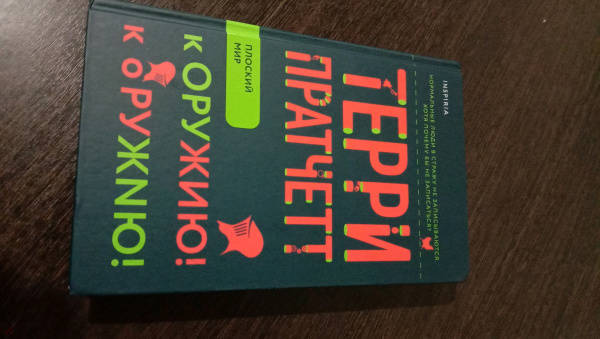 INSPIRIA
НОРМАЛЬНЫЕ ЛЮДИ В СТРАЖУ НЕ ЗАПИСЫВАЮТСЯ.
ХОТЯ ПОЧЕМУ БЫ НЕ ЗАПИСАТЬСЯ?
ТЕРРИ
ПРАТЧЕТТ
ПЛОСКИЙ
МИР
К ОРУЖИЮ!
К ОРУЖИЮ!